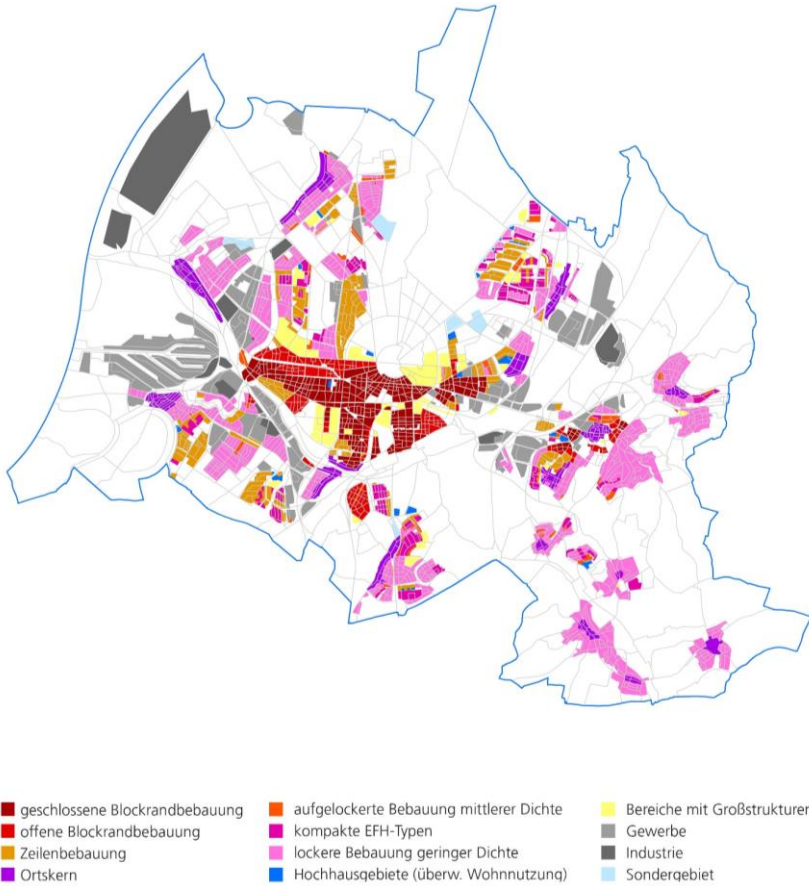 geschlossene Blockrandbebauung
offene Blockrandbebauung
Zeilenbebauung
Ortskern
aufgelockerte Bebauung mittlerer Dichte
kompakte EFH-Typen
lockere Bebauung geringer Dichte
Hochhausgebiete (überw. Wohnnutzung)
Bereiche mit Großstrukturen
Gewerbe
Industrie
Sondergebiet